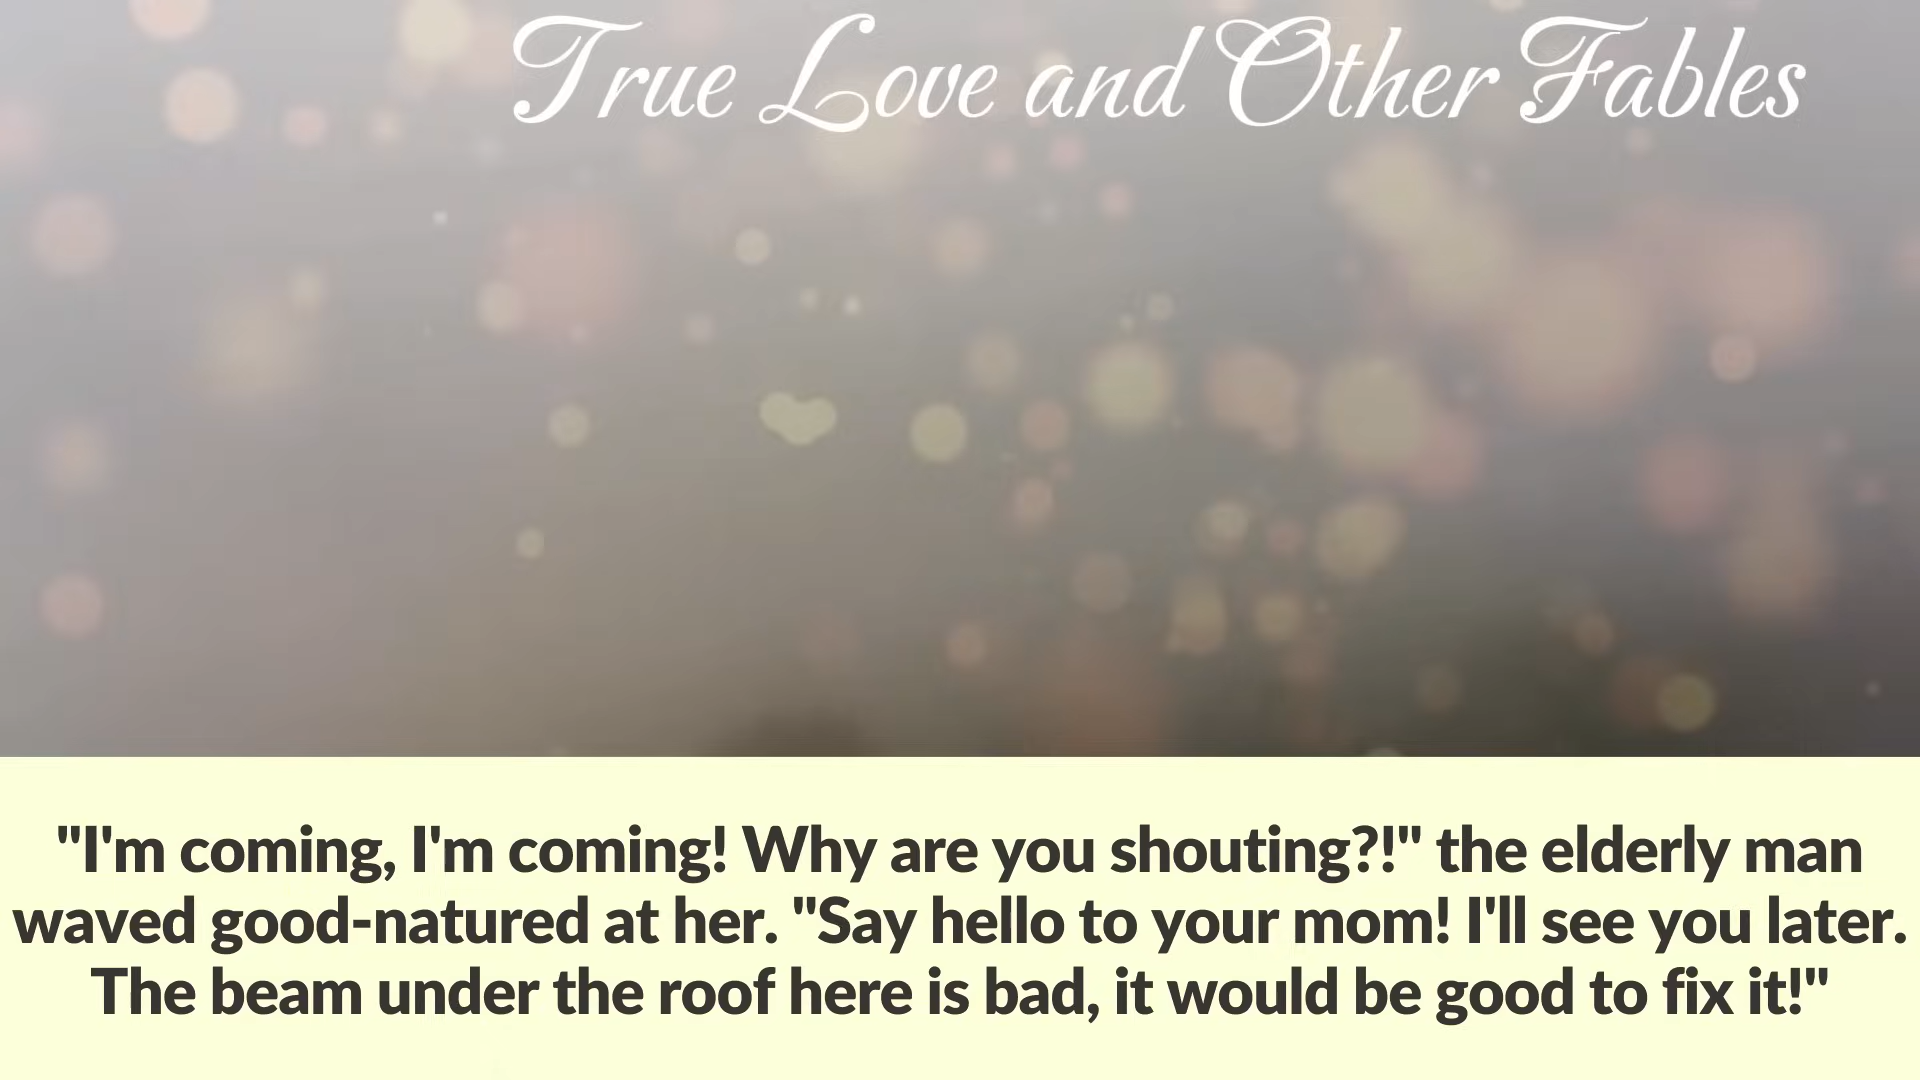 True Love and Other Fables
"I'm coming, I'm coming! Why are you shouting?!" the elderly man
waved good-natured at her. "Say hello to your mom! I'll see you later.
The beam under the roof here is bad, it would be good to fix it!"